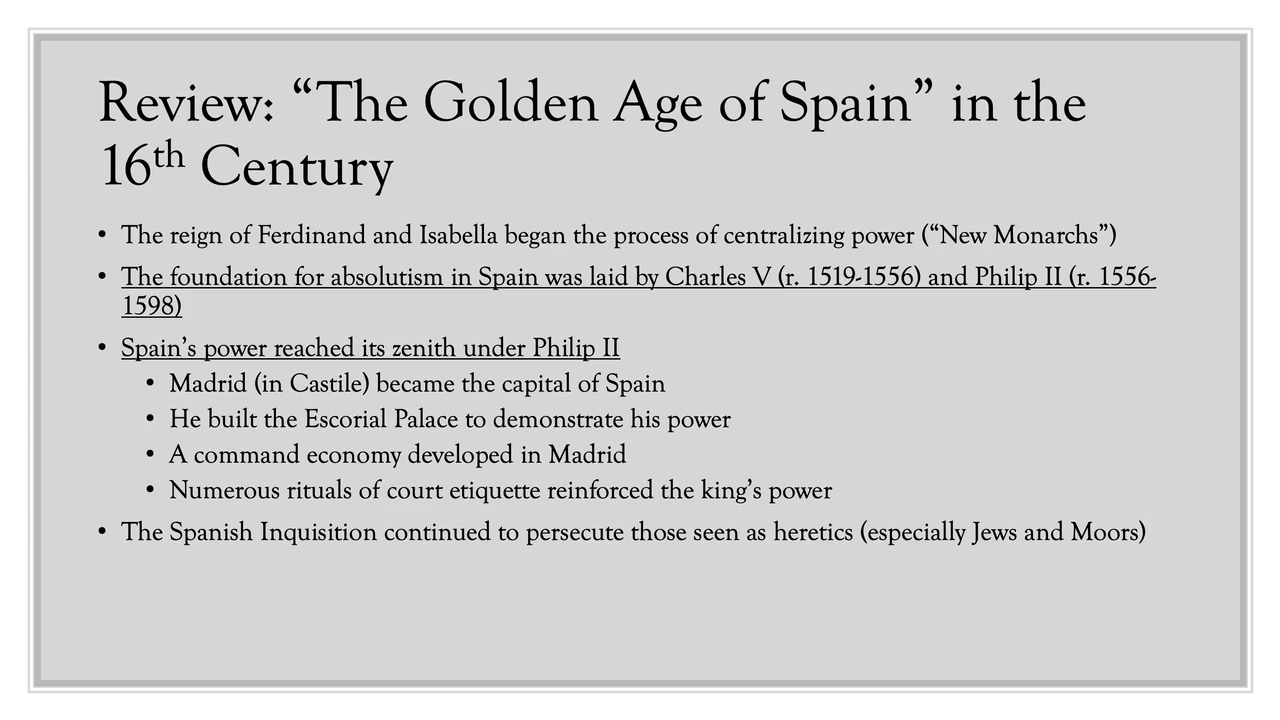 Review: “The Golden Age of Spain” in the
16th Century
• The reign of Ferdinand and Isabella began the process of centralizing power (“New Monarchs”)
• The foundation for absolutism in Spain was laid by Charles V (r. 1519-1556) and Philip II (r. 1556-
1598)
• Spain’s power reached its zenith under Philip II
• Madrid (in Castile) became the capital of Spain
• He built the Escorial Palace to demonstrate his power
• A command economy developed in Madrid
• Numerous rituals of court etiquette reinforced the king’s power
• The Spanish Inquisition continued to persecute those seen as heretics (especially Jews and Moors)